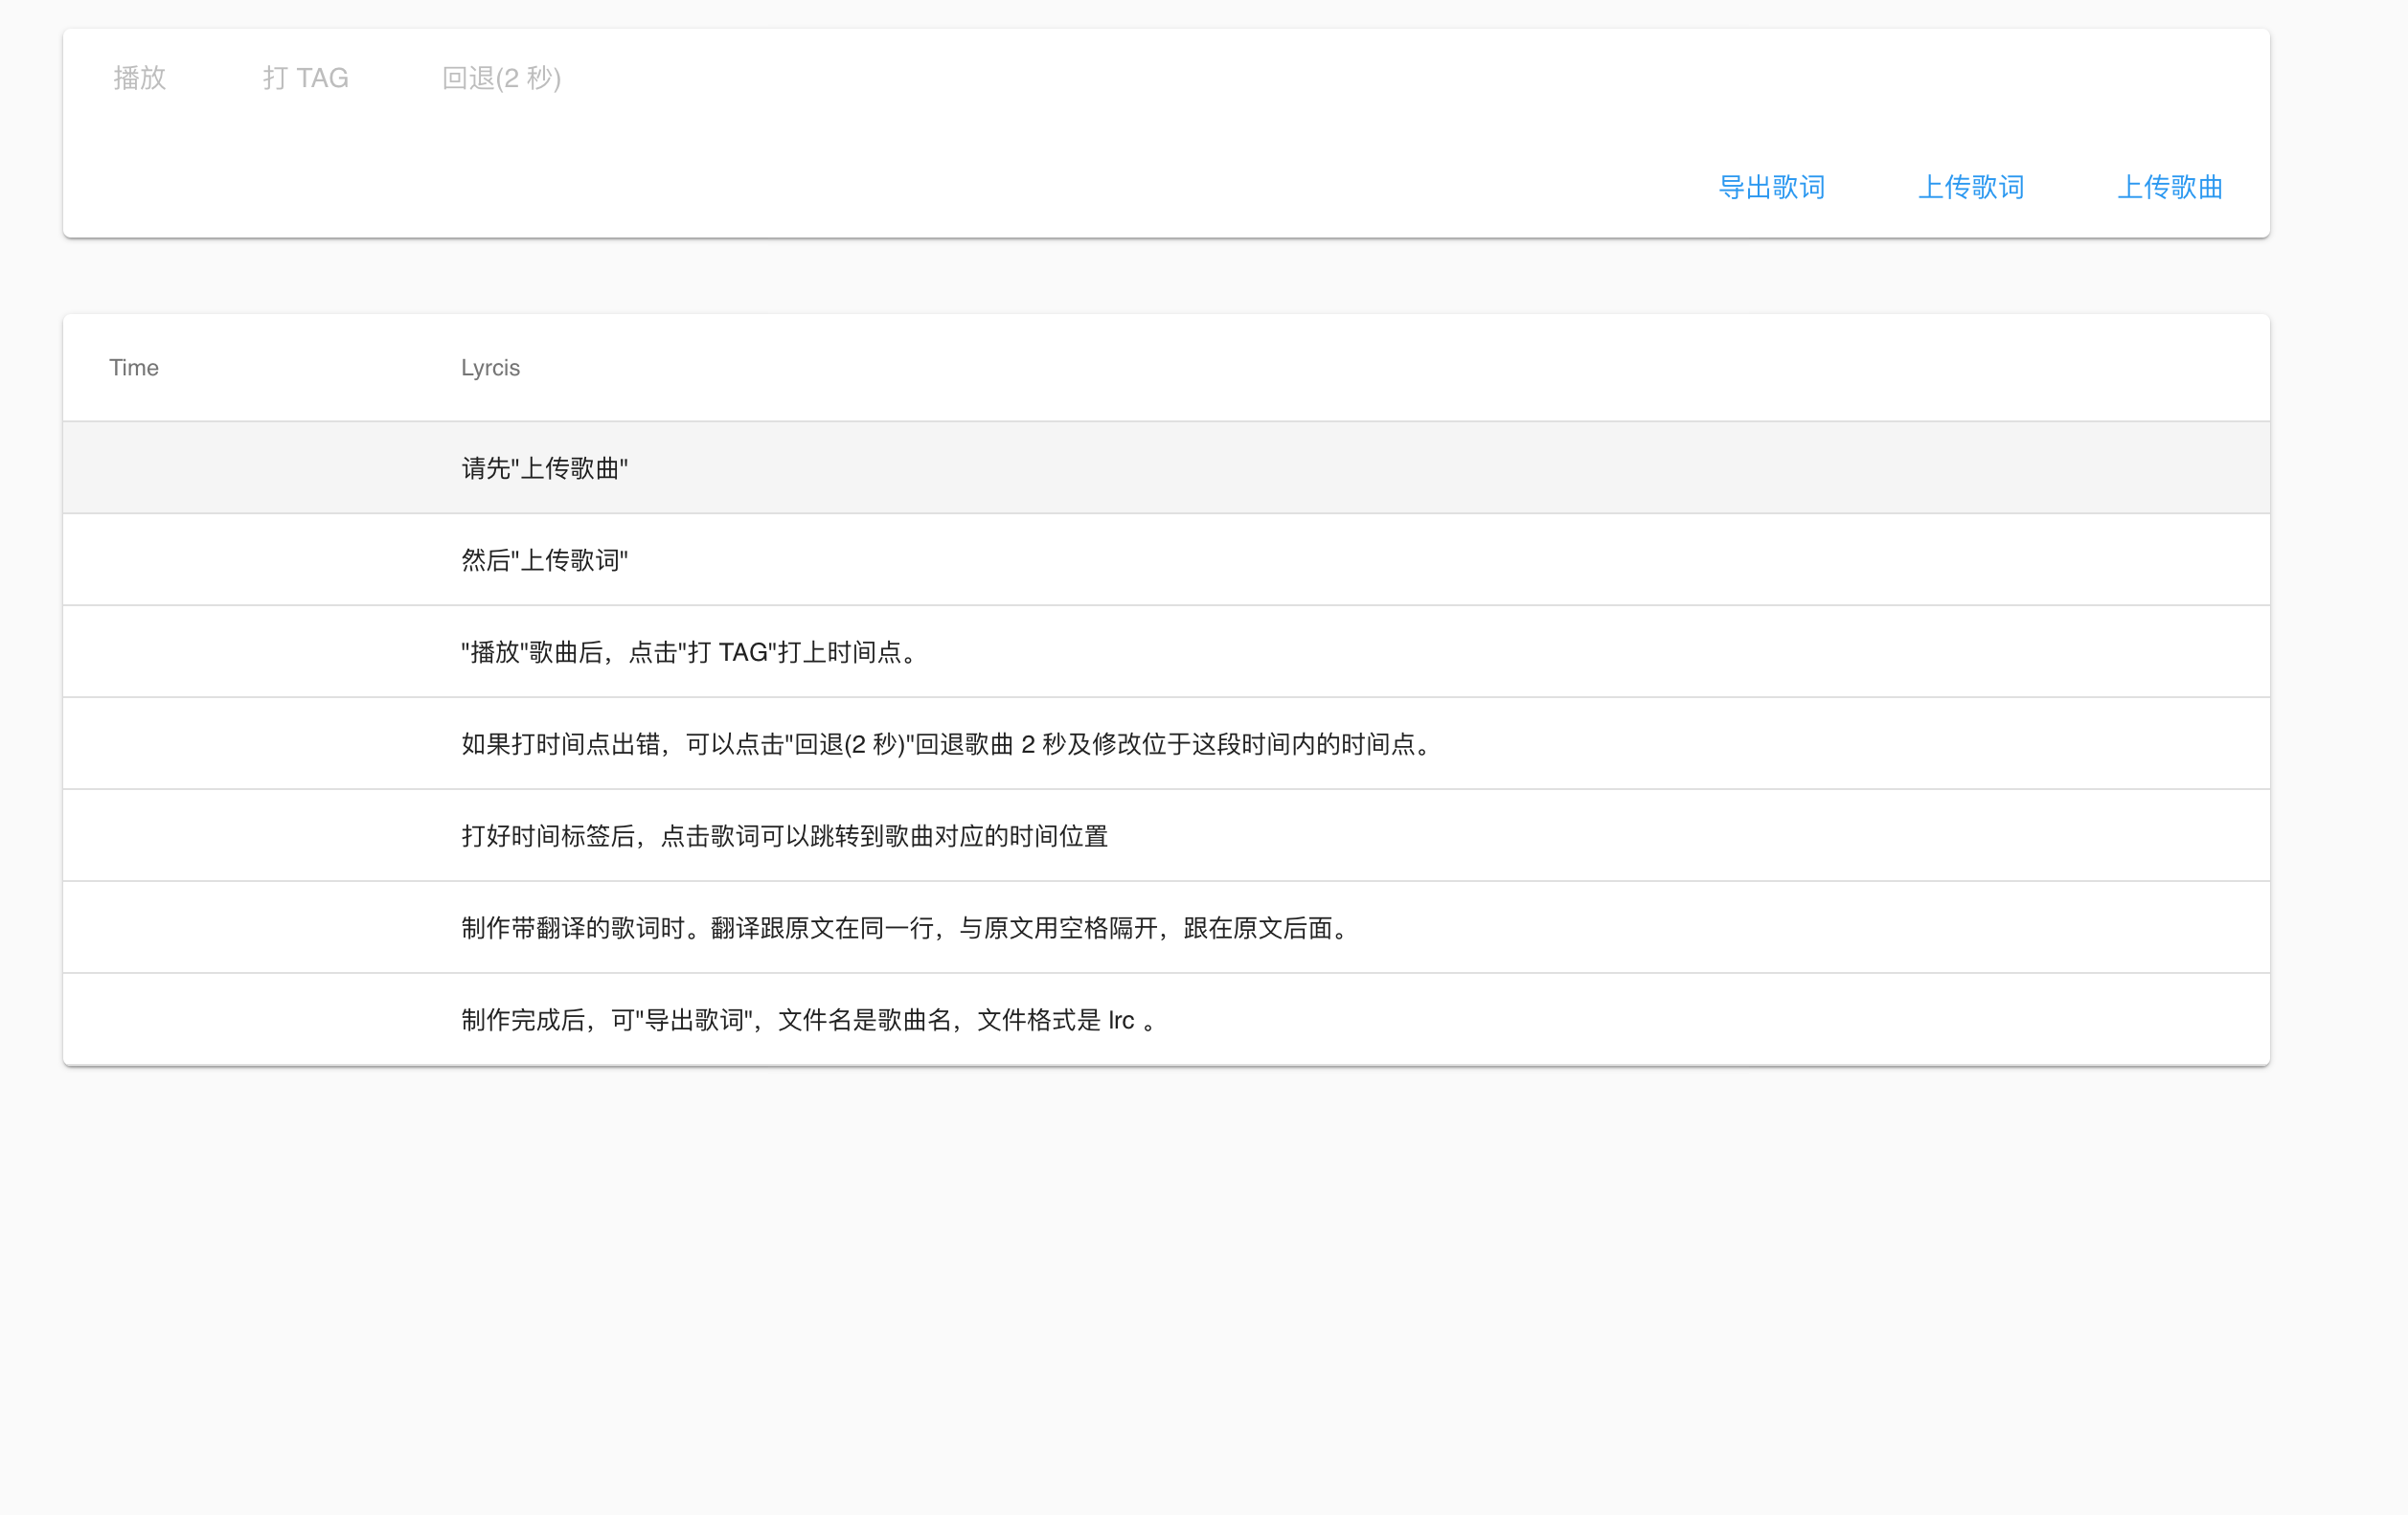 播放 打 TAG 回退(2 秒)
导出歌词 上传歌词 上传歌曲
Time Lyrcis
请先"上传歌曲"
然后"上传歌词"
"播放"歌曲后，点击"打 TAG"打上时间点。
如果打时间点出错，可以点击"回退(2 秒)"回退歌曲 2 秒及修改位于这段时间内的时间点。
打好时间标签后，点击歌词可以跳转到歌曲对应的时间位置
制作带翻译的歌词时。翻译跟原文在同一行，与原文用空格隔开，跟在原文后面。
制作完成后，可"导出歌词"，文件名是歌曲名，文件格式是 lrc 。